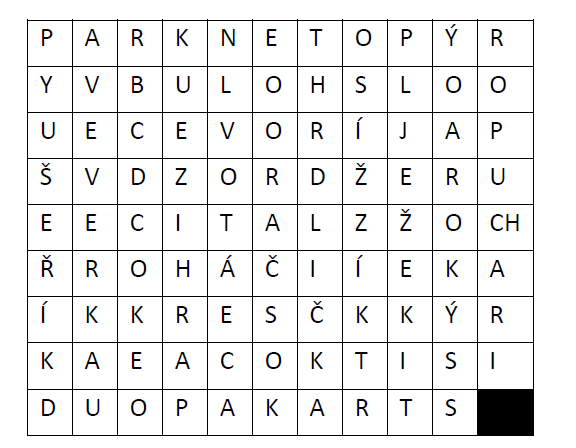 P A R K N E T O P Ý R
Y V B U L O H S L O O
U E C E V O R Í J A P
Š V D Z O R D Ž E R U
E E C I T A L Z Ž O CH
Ř R O H Á Č I Í E K A
Í K K R E S Č K K Ý R
K A E A C O K T I S I
D U O P A K A R T S